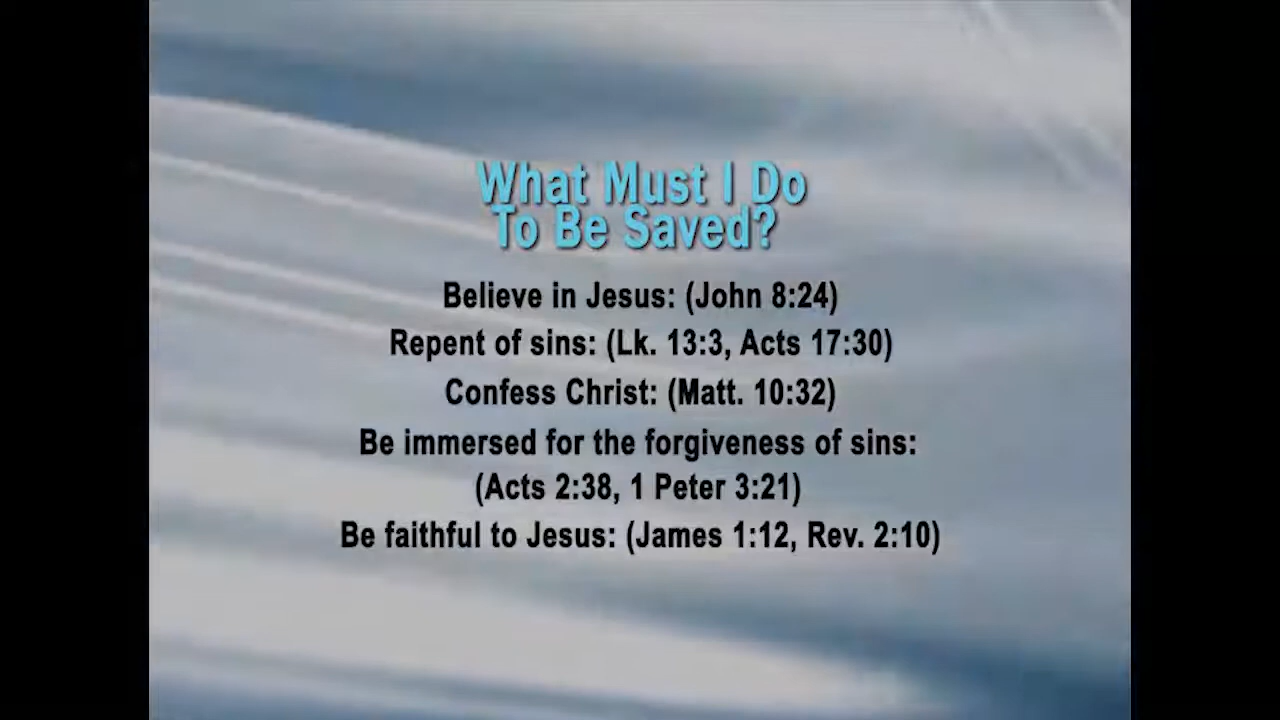 What Must I Do
To Be Saved?
Believe in Jesus: (John 8:24)
Repent of sins: (Lk. 13:3, Acts 17:30)
Confess Christ: (Matt. 10:32)
Be immersed for the forgiveness of sins:
(Acts 2:38, 1 Peter 3:21)
Be faithful to Jesus: (James 1:12, Rev. 2:10)